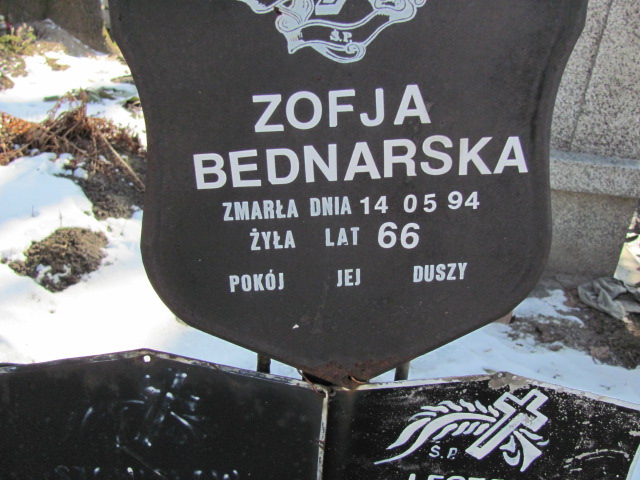 Ś.P.
ZOFJA
BEDNARSKA
ZMARŁA DNIA 14 05 94
ŻYŁA LAT 66
POKÓJ JEJ DUSZY
Ś.P.